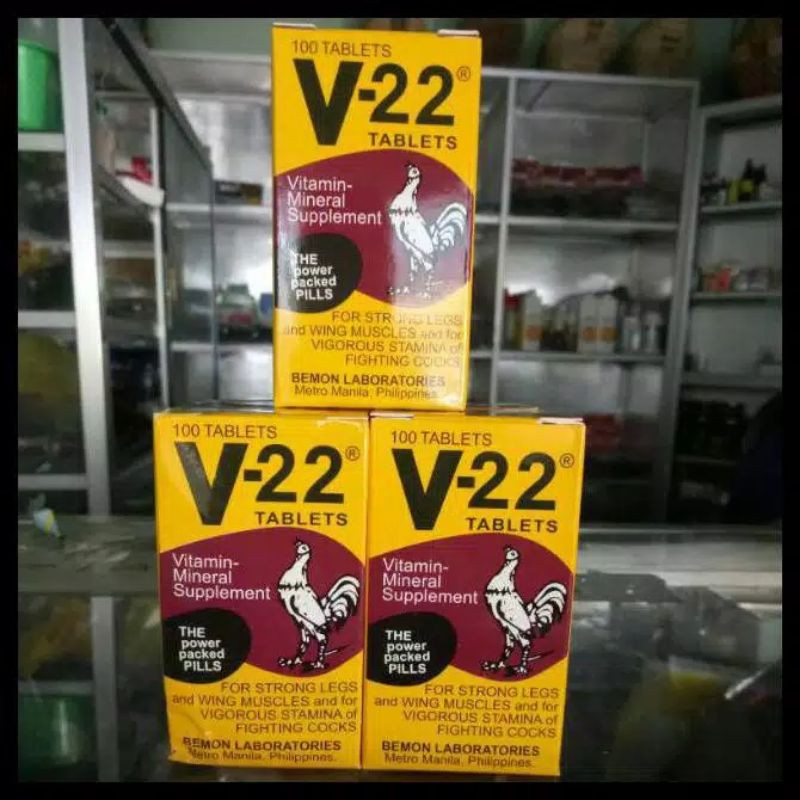 100 TABLETS
V-22®
TABLETS
Vitamin-
Mineral
Supplement
THE
power
packed
PILLS
FOR STRONG LEGS
and WING MUSCLES and for
VIGOROUS STAMINA of
FIGHTING COCKS
BEMON LABORATORIES
Metro Manila, Philippines.
100 TABLETS
V-22®
TABLETS
Vitamin-
Mineral
Supplement
THE
power
packed
PILLS
FOR STRONG LEGS
and WING MUSCLES and for
VIGOROUS STAMINA of
FIGHTING COCKS
BEMON LABORATORIES
Metro Manila, Philippines.
100 TABLETS
V-22®
TABLETS
Vitamin-
Mineral
Supplement
THE
power
packed
PILLS
FOR STRONG LEGS
and WING MUSCLES and for
VIGOROUS STAMINA of
FIGHTING COCKS
BEMON LABORATORIES
Metro Manila, Philippines.